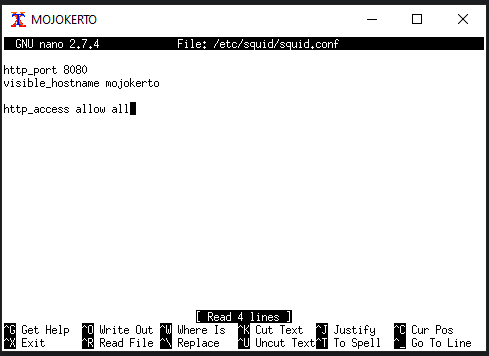 MOJOKERTO
GNU nano 2.7.4 File: /etc/squid/squid.conf
http_port 8080
visible_hostname mojokerto
http_access allow all
[ Read 4 lines ]
^G Get Help ^O Write Out ^W Where Is ^K Cut Text ^J Justify ^C Cur Pos
^X Exit ^R Read File ^\ Replace ^U Uncut Text ^T To Spell ^_ Go To Line